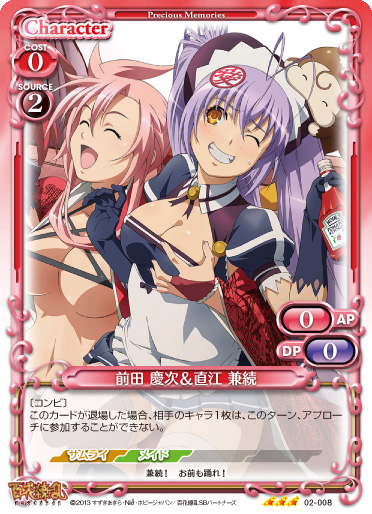 Precious Memories
Character
COST
0
SOURCE
2
愛
0 AP
DP 0
前田 慶次&直江 兼続
［コンビ］
このカードが退場した場合、相手のキャラ1枚は、このターン、アプロー
チに参加することができない。
サムライ メイド
兼続！ お前も踊れ！
百花繚乱
©2013 すずきあきら・Niθ・ホビージャパン／百花繚乱SBパートナーズ
02-008